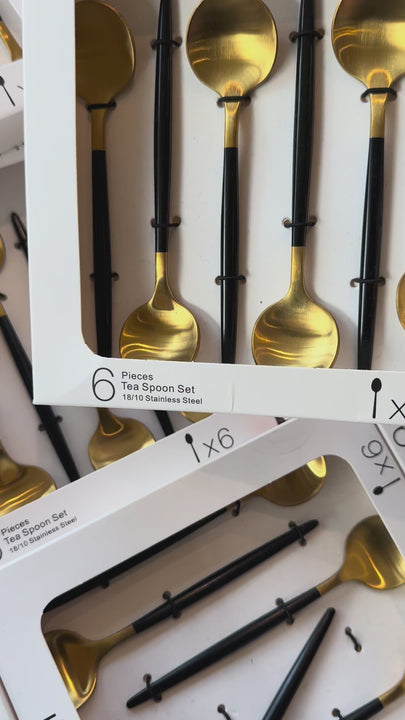 6 Pieces
Tea Spoon Set
18/10 Stainless Steel
x6
x6
Pieces
Tea Spoon Set
18/10 Stainless Steel